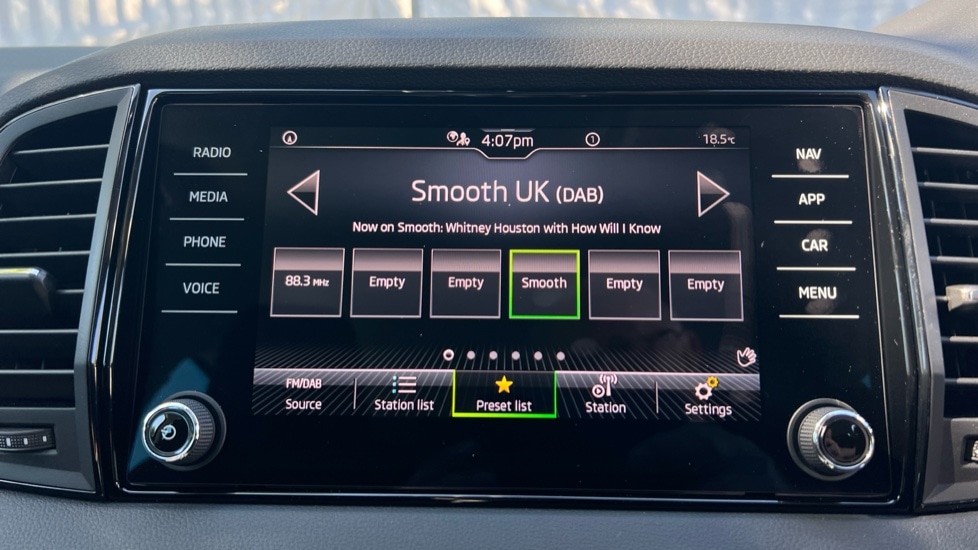 RADIO
MEDIA
PHONE
VOICE
4:07pm
1
18.5°C
Smooth UK (DAB)
Now on Smooth: Whitney Houston with How Will I Know
88.3 MHz
Empty
Empty
Smooth
Empty
Empty
FM/DAB
Source
Station list
Preset list
Station
Settings
NAV
APP
CAR
MENU